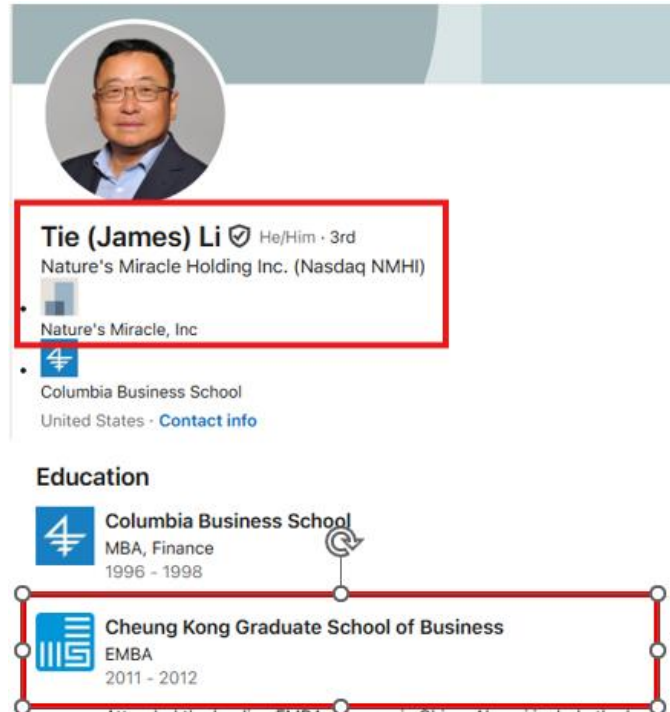 Tie (James) Li He/Him · 3rd
Nature's Miracle Holding Inc. (Nasdaq NMHI)
Nature's Miracle, Inc
Columbia Business School
United States · Contact info
Education
Columbia Business School
MBA, Finance
1996 - 1998
Cheung Kong Graduate School of Business
EMBA
2011 - 2012